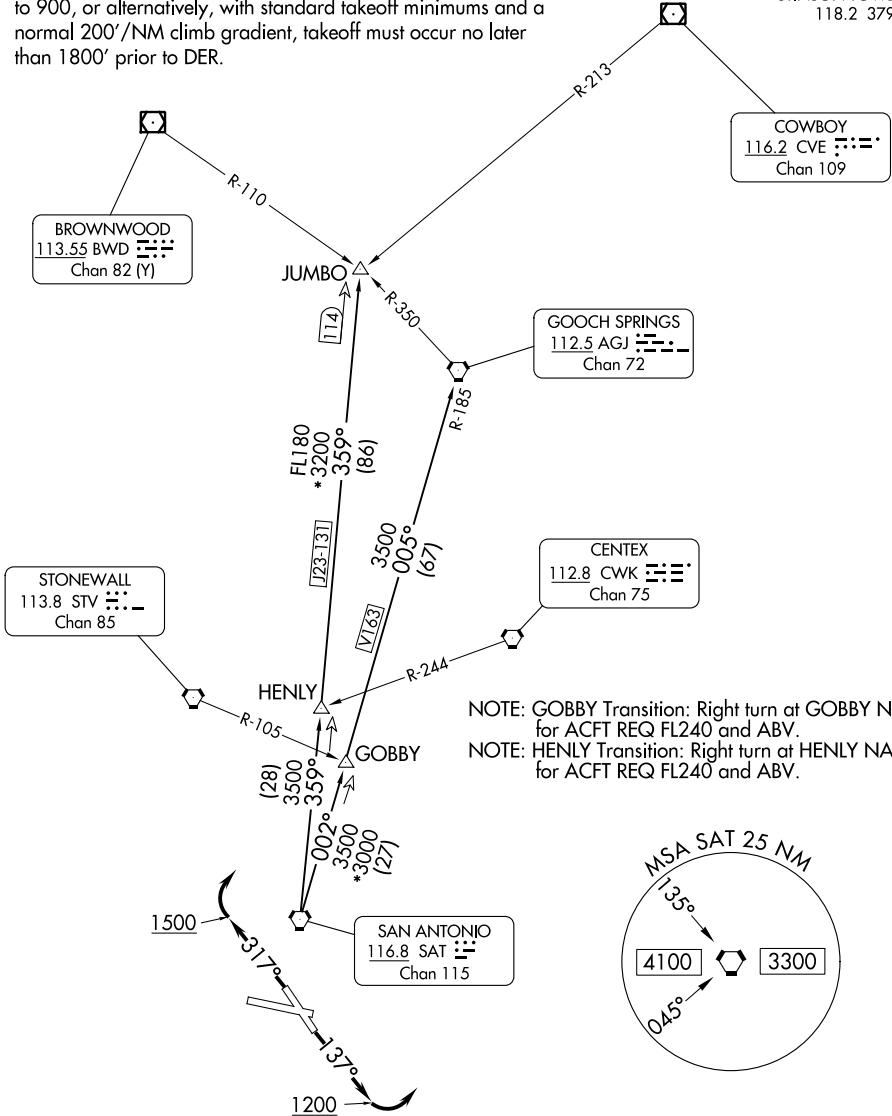 to 900, or alternatively, with standard takeoff minimums and a
normal 200'/NM climb gradient, takeoff must occur no later
than 1800' prior to DER.
118.2 379
R-213
COWBOY
116.2 CVE
Chan 109
R-110
BROWNWOOD
113.55 BWD
Chan 82 (Y)
JUMBO
R-350
114
GOOCH SPRINGS
112.5 AGJ
Chan 72
R-185
FL180
*3200
359°
(86)
3500
005°
(67)
J23-131
CENTEX
112.8 CWK
Chan 75
STONEWALL
113.8 STV
Chan 85
V163
R-244
HENLY
R-105
GOBBY
NOTE: GOBBY Transition: Right turn at GOBBY N
for ACFT REQ FL240 and ABV.
NOTE: HENLY Transition: Right turn at HENLY NA
for ACFT REQ FL240 and ABV.
(28)
3500
359°
002°
3500
*3000
(27)
MSA SAT 25 NM
135°
4100
3300
045°
1500
SAN ANTONIO
116.8 SAT
Chan 115
317°
137°
1200